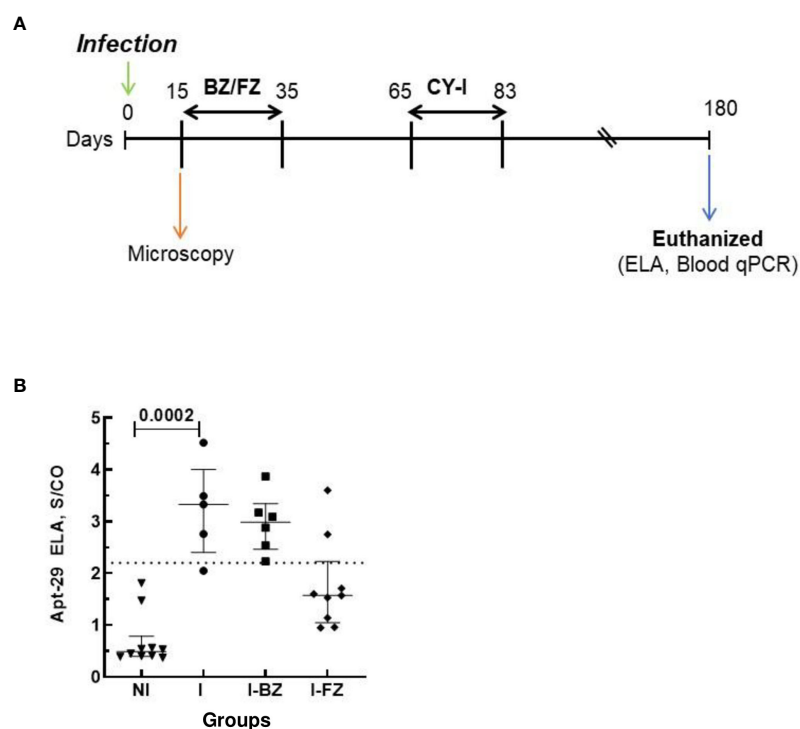 A
Infection
15 BZ/FZ 35 65 CY-I 83
0 180
Days
Microscopy
Euthanized
(ELA, Blood qPCR)
B
5
0.0002
4
3
2
1
0
Apt-29 ELA, S/CO
NI I I-BZ I-FZ
Groups